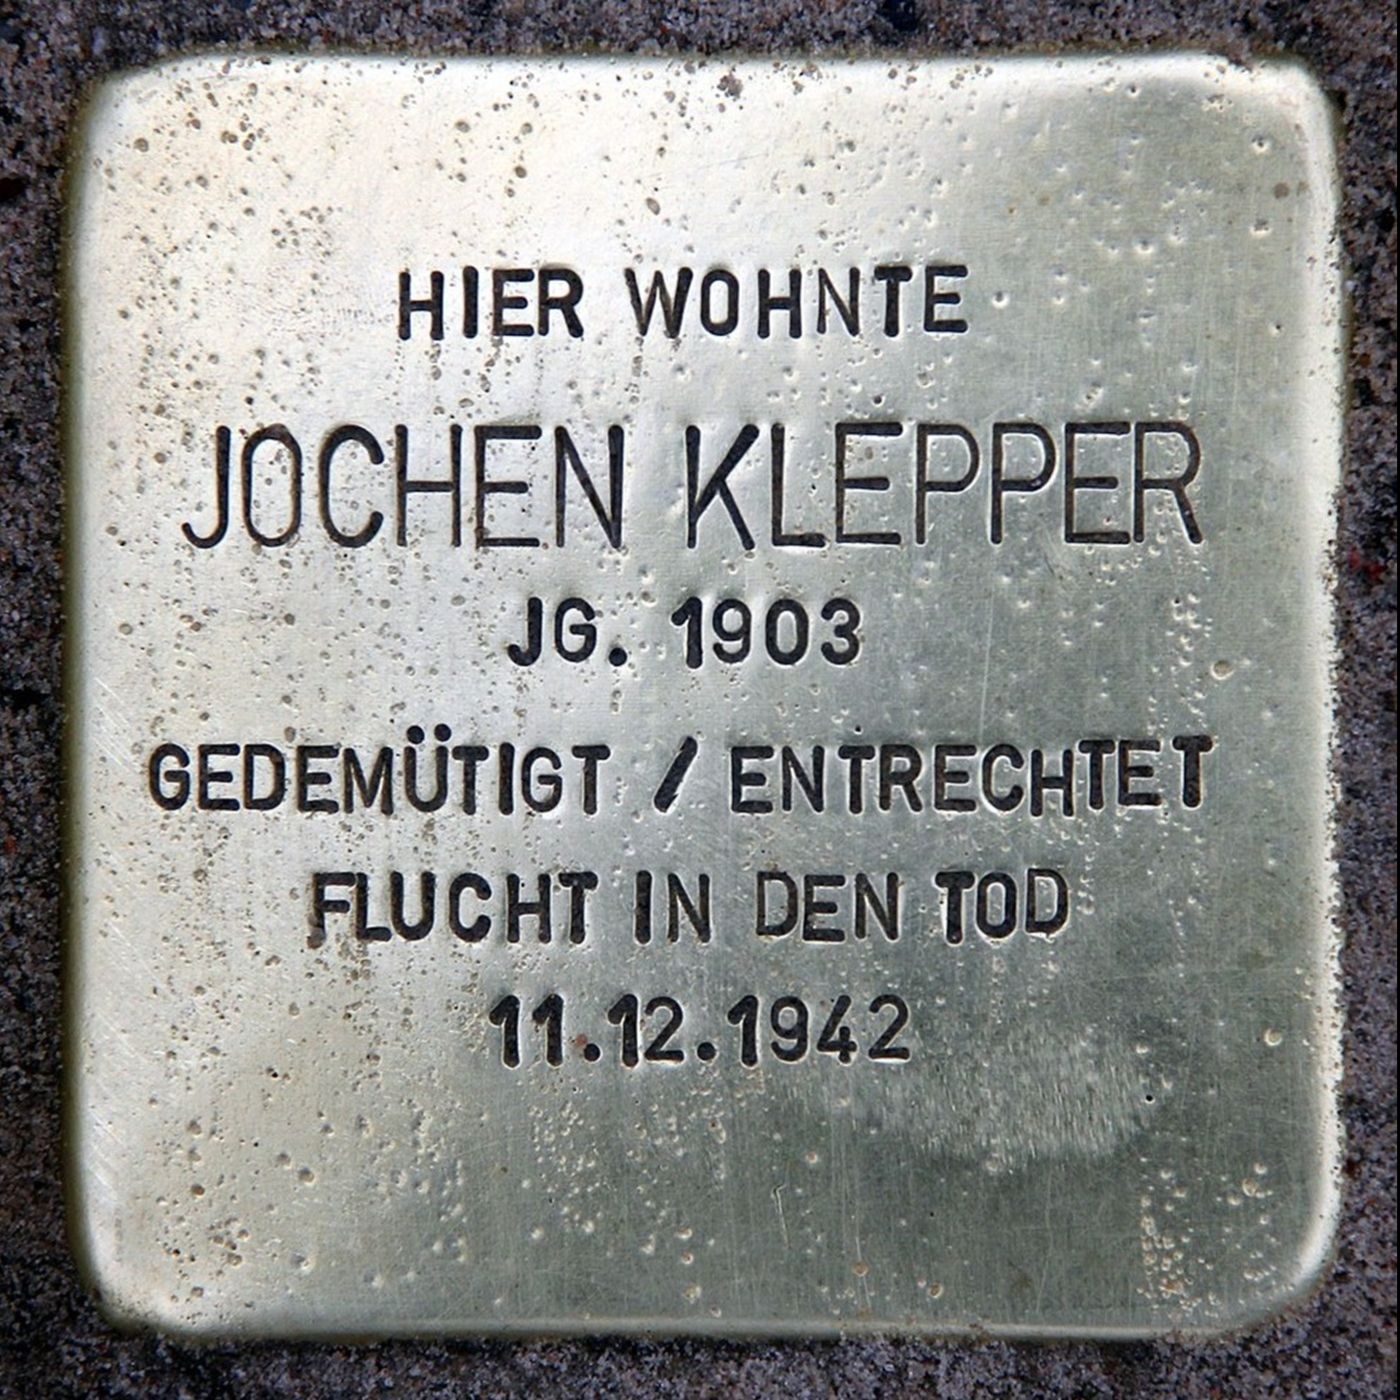 HIER WOHNTE
JOCHEN KLEPPER
JG. 1903
GEDEMÜTIGT / ENTRECHTET
FLUCHT IN DEN TOD
11.12.1942